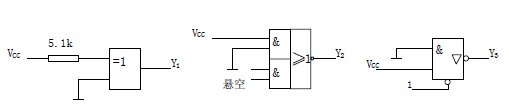 5.1k
Vcc
=1
Y1
Vcc
&
&
≥1
Y2
悬空
&
▽
Vcc
1
Y3